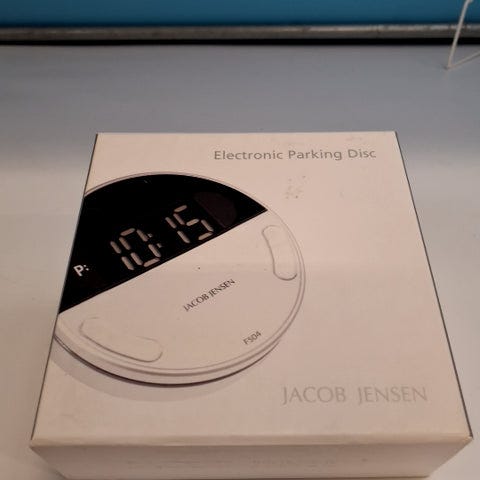 Electronic Parking Disc
P: 10:15
JACOB JENSEN
FS04
JACOB JENSEN